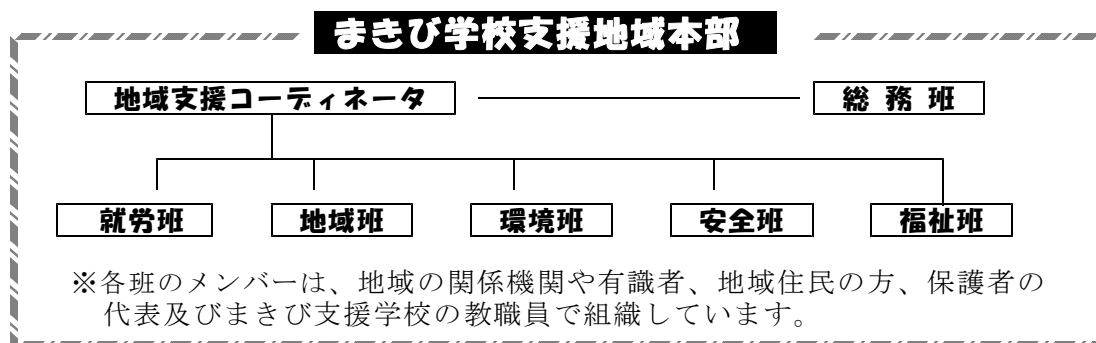 まきび学校支援地域本部
地域支援コーディネータ
総務班
就労班
地域班
環境班
安全班
福祉班
※各班のメンバーは、地域の関係機関や有識者、地域住民の方、保護者の
代表及びまきび支援学校の教職員で組織しています。